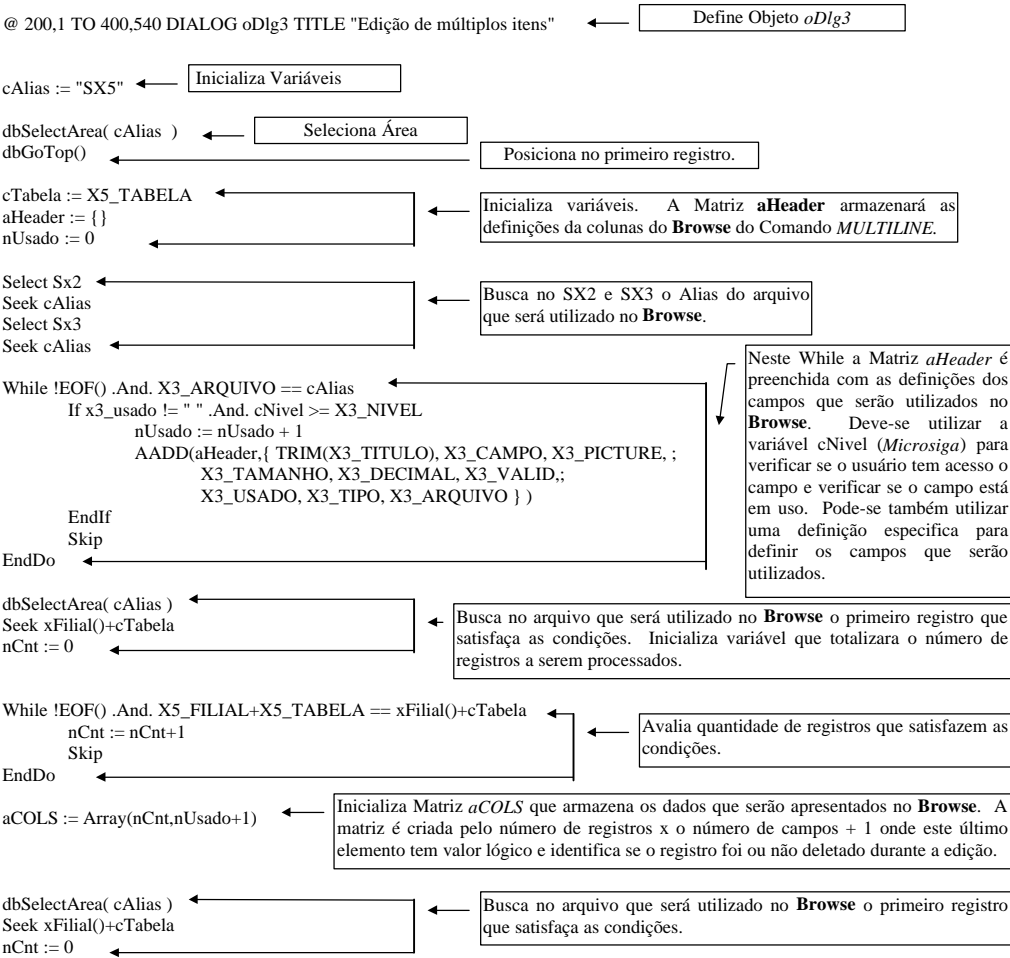 @ 200,1 TO 400,540 DIALOG oDlg3 TITLE "Edição de múltiplos itens"
Define Objeto oDlg3
cAlias := "SX5"
Inicializa Variáveis
dbSelectArea( cAlias )
Seleciona Área
dbGoTop()
Posiciona no primeiro registro.
cTabela := X5_TABELA
aHeader := {}
nUsado := 0
Inicializa variáveis. A Matriz aHeader armazenará as
definições da colunas do Browse do Comando MULTILINE.
Select Sx2
Seek cAlias
Select Sx3
Seek cAlias
Busca no SX2 e SX3 o Alias do arquivo
que será utilizado no Browse.
While !EOF() .And. X3_ARQUIVO == cAlias
If x3_usado != " " .And. cNivel >= X3_NIVEL
nUsado := nUsado + 1
AADD(aHeader,{ TRIM(X3_TITULO), X3_CAMPO, X3_PICTURE, ;
X3_TAMANHO, X3_DECIMAL, X3_VALID,;
X3_USADO, X3_TIPO, X3_ARQUIVO } )
EndIf
Skip
EndDo
Neste While a Matriz aHeader é
preenchida com as definições dos
campos que serão utilizados no
Browse. Deve-se utilizar a
variável cNivel (Microsiga) para
verificar se o usuário tem acesso o
campo e verificar se o campo está
em uso. Pode-se também utilizar
uma definição especifica para
definir os campos que serão
utilizados.
dbSelectArea( cAlias )
Seek xFilial()+cTabela
nCnt := 0
Busca no arquivo que será utilizado no Browse o primeiro registro que
satisfaça as condições. Inicializa variável que totalizara o número de
registros a serem processados.
While !EOF() .And. X5_FILIAL+X5_TABELA == xFilial()+cTabela
nCnt := nCnt+1
Skip
EndDo
Avalia quantidade de registros que satisfazem as
condições.
aCOLS := Array(nCnt,nUsado+1)
Inicializa Matriz aCOLS que armazena os dados que serão apresentados no Browse. A
matriz é criada pelo número de registros x o número de campos + 1 onde este último
elemento tem valor lógico e identifica se o registro foi ou não deletado durante a edição.
dbSelectArea( cAlias )
Seek xFilial()+cTabela
nCnt := 0
Busca no arquivo que será utilizado no Browse o primeiro registro
que satisfaça as condições.